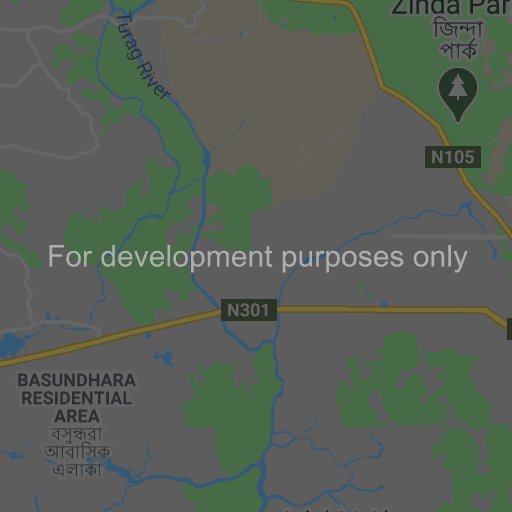 Zinda Par
জিন্দা
পার্ক
Turag River
N105
For development purposes only
N301
BASUNDHARA
RESIDENTIAL
AREA
বসুন্ধরা
আবাসিক
এলাকা